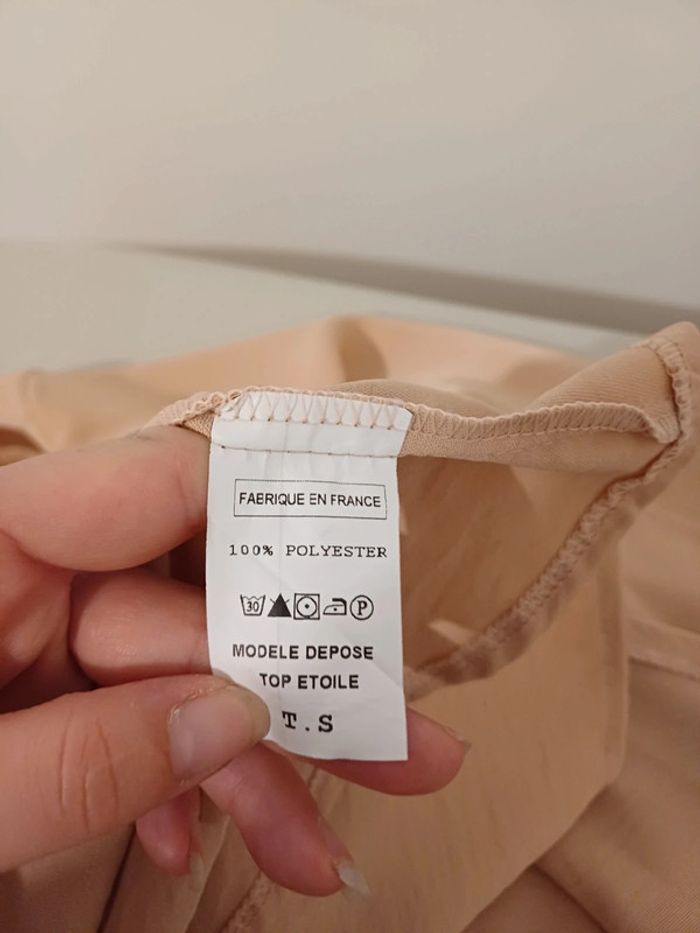 FABRIQUE EN FRANCE
100% POLYESTER
30 P
MODELE DEPOSE
TOP ETOILE
T.S